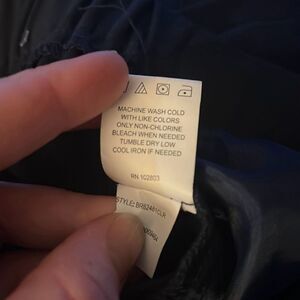 MACHINE WASH COLD
WITH LIKE COLORS
ONLY NON-CHLORINE
BLEACH WHEN NEEDED
TUMBLE DRY LOW
COOL IRON IF NEEDED
RN 102803
STYLE: